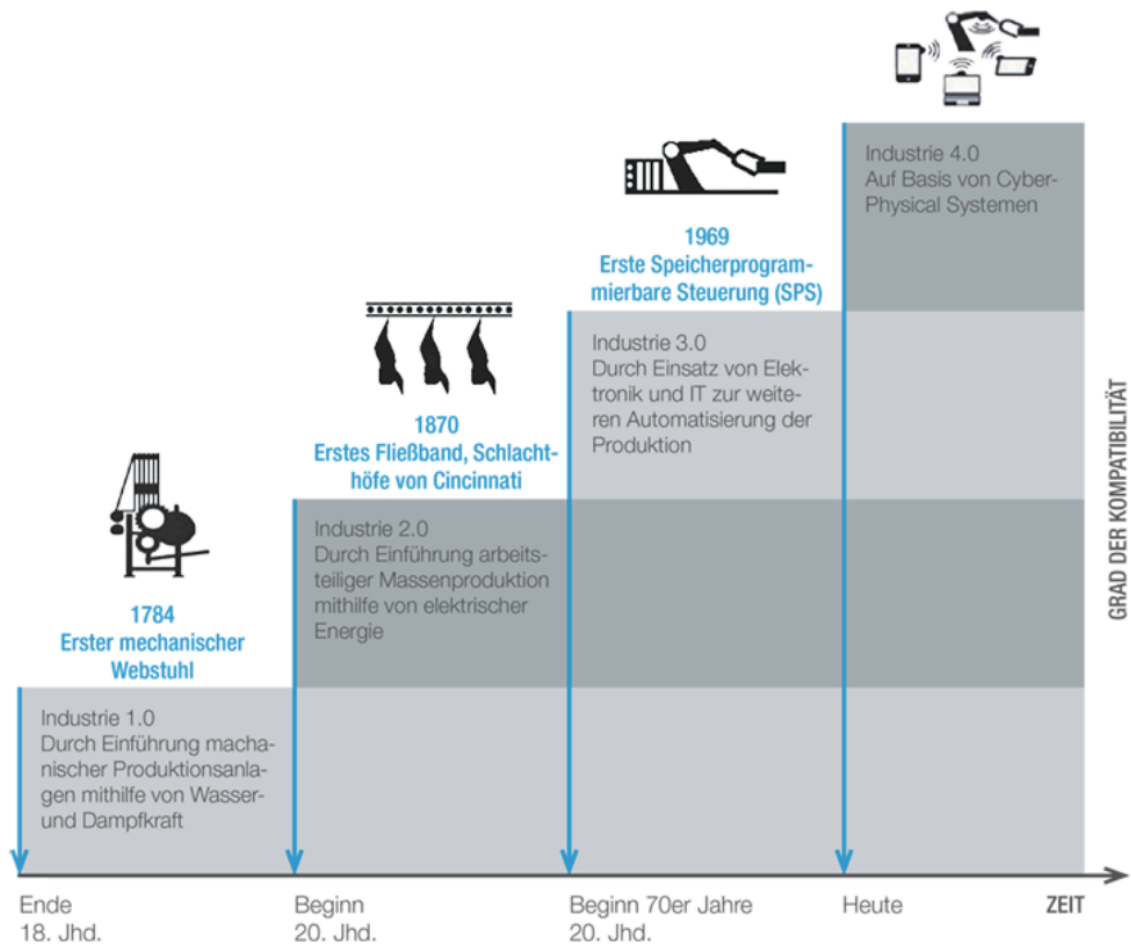 Industrie 4.0
Auf Basis von Cyber-
Physical Systemen
1969
Erste Speicherprogram-
mierbare Steuerung (SPS)
Industrie 3.0
Durch Einsatz von Elek-
tronik und IT zur weite-
ren Automatisierung der
Produktion
1870
Erstes Fließband, Schlacht-
höfe von Cincinnati
Industrie 2.0
Durch Einführung arbeits-
teiliger Massenproduktion
mithilfe von elektrischer
Energie
1784
Erster mechanischer
Webstuhl
Industrie 1.0
Durch Einführung macha-
nischer Produktionsanla-
gen mithilfe von Wasser-
und Dampfkraft
GRAD DER KOMPATIBILITÄT
Ende
18. Jhd.
Beginn
20. Jhd.
Beginn 70er Jahre
20. Jhd.
Heute
ZEIT